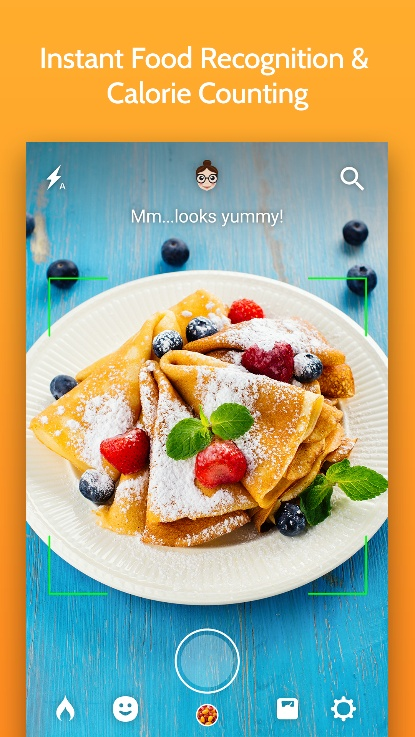 Instant Food Recognition &
Calorie Counting
A
Mm...looks yummy!